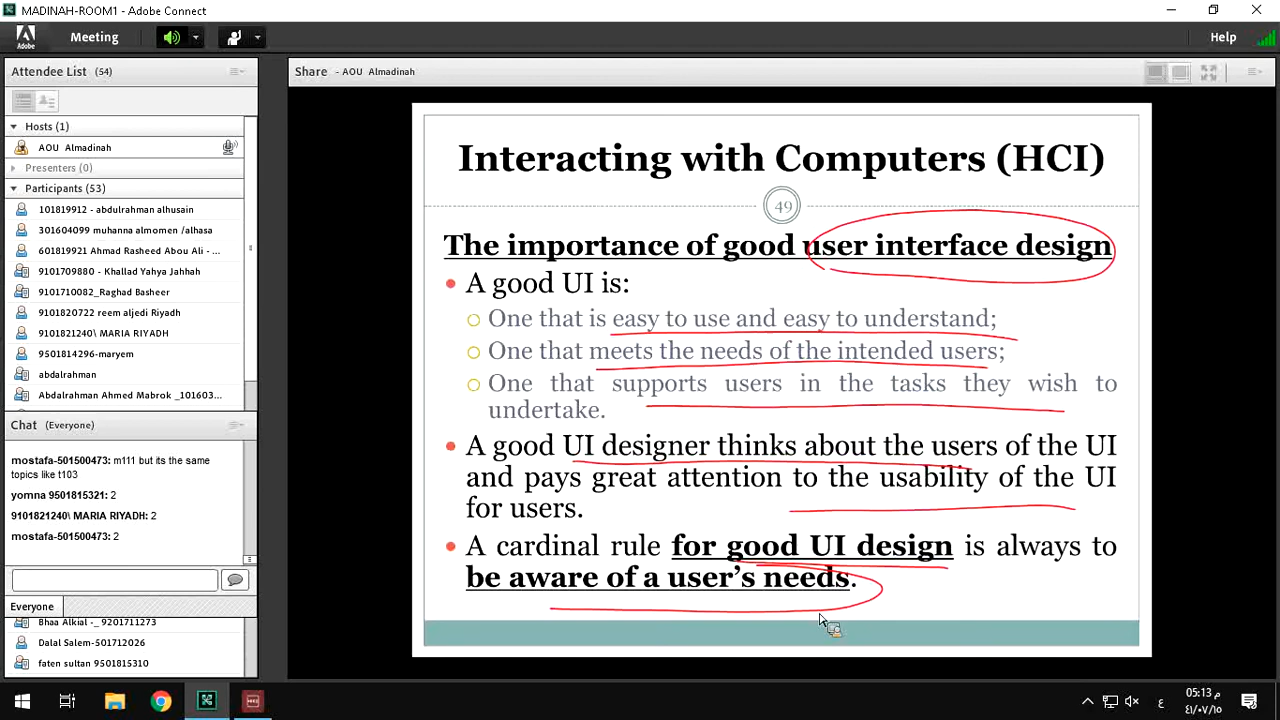 MADINAH-ROOM1 - Adobe Connect
Adobe
Meeting
Help
Attendee List (54)
Hosts (1)
AOU Almadinah
Presenters (0)
Participants (53)
101819912 - abdulrahman alhusain
301604099 muhanna almomen /alhasa
601819921 Ahmad Rasheed Abou Ali - ...
9101709880 - Khallad Yahya Jahhah
9101710082_Raghad Basheer
9101820722 reem aljedi Riyadh
9101821240\ MARIA RIYADH
9501814296-maryem
abdalrahman
Abdalrahman Ahmed Mabrok _101603...
Chat (Everyone)
mostafa-501500473: m111 but its the same
topics like t103
yomna 9501815321: 2
9101821240\ MARIA RIYADH: 2
mostafa-501500473: 2
Everyone
Bhaa Alkial -_ 9201711273
Dalal Salem-501712026
faten sultan 9501815310
Share - AOU Almadinah
Interacting with Computers (HCI)
49
The importance of good user interface design
• A good UI is:
One that is easy to use and easy to understand;
One that meets the needs of the intended users;
One that supports users in the tasks they wish to
undertake.
• A good UI designer thinks about the users of the UI
and pays great attention to the usability of the UI
for users.
• A cardinal rule for good UI design is always to
be aware of a user's needs.
ع
05:13 م
٤١/٠٧/١٥